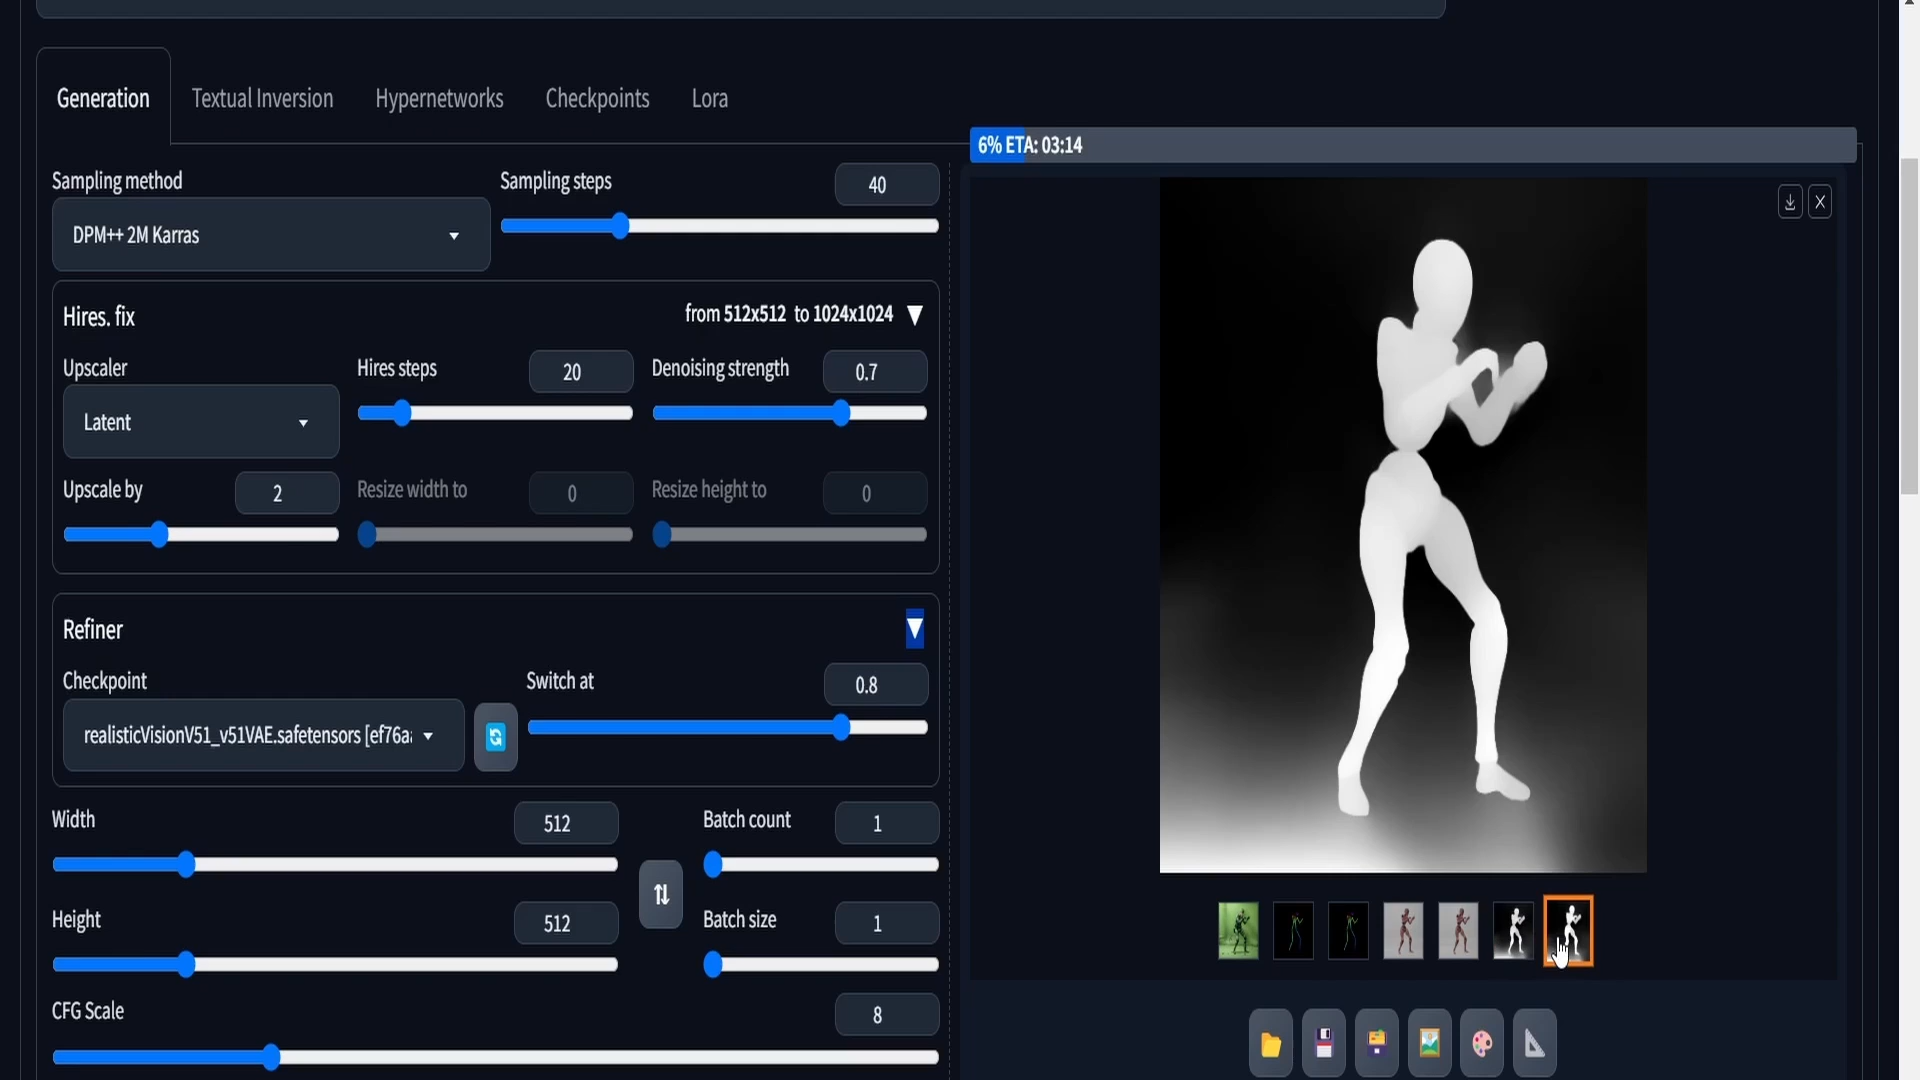 Generation
Textual Inversion
Hypernetworks
Checkpoints
Lora
6% ETA: 03:14
Sampling method
Sampling steps
40
DPM++ 2M Karras
Hires. fix
from 512x512 to 1024x1024
Upscaler
Hires steps
20
Denoising strength
0.7
Latent
Upscale by
2
Resize width to
0
Resize height to
0
Refiner
Checkpoint
Switch at
0.8
realisticVisionV51_v51VAE.safetensors [ef76aa
Width
512
Batch count
1
Height
512
Batch size
1
CFG Scale
8